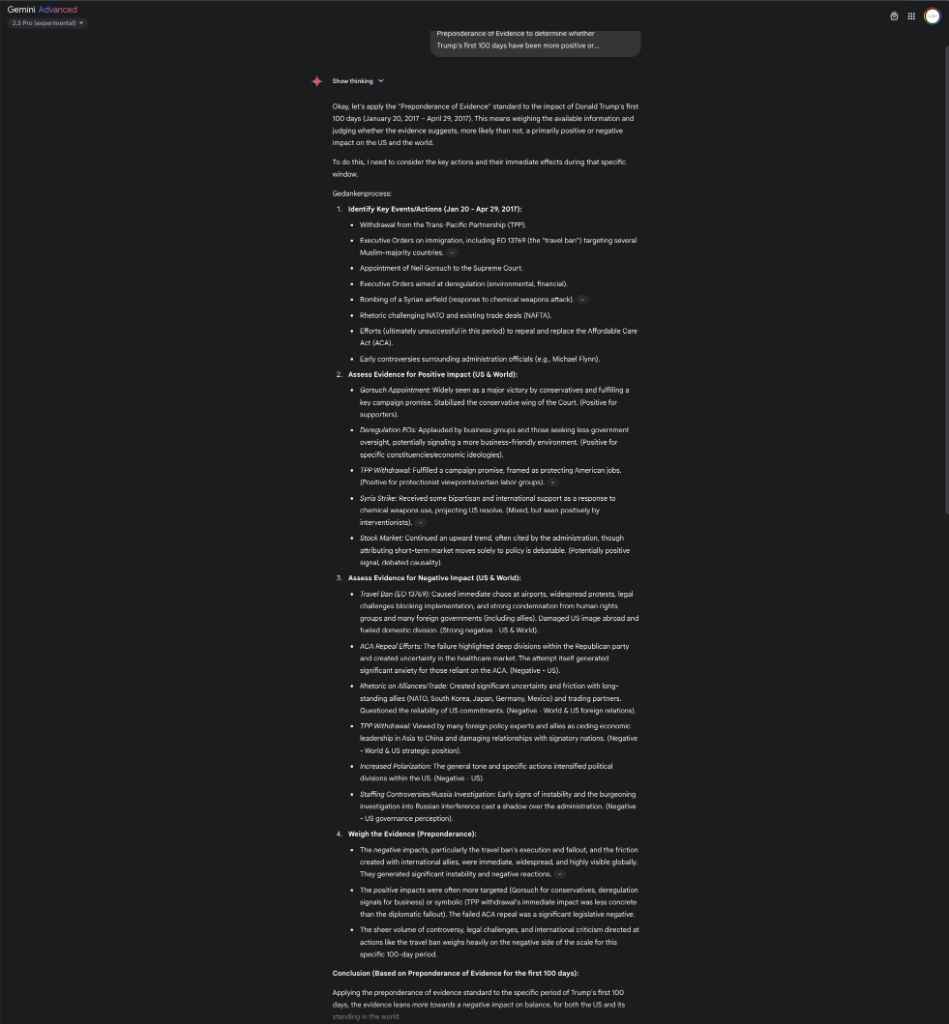 Gemini Advanced
2.5 Pro (experimental)
Preponderance of Evidence to determine whether
Trump's first 100 days have been more positive or...
Show thinking
Okay, let's apply the "Preponderance of Evidence" standard to the impact of Donald Trump's first
100 days (January 20, 2017 – April 29, 2017). This means weighing the available information and
judging whether the evidence suggests, more likely than not, a primarily positive or negative
impact on the US and the world.
To do this, I need to consider the key actions and their immediate effects during that specific
window.
Gedankenprocess:
1. Identify Key Events/Actions (Jan 20 - Apr 29, 2017):
• Withdrawal from the Trans-Pacific Partnership (TPP).
• Executive Orders on immigration, including EO 13769 (the "travel ban") targeting several
Muslim-majority countries.
• Appointment of Neil Gorsuch to the Supreme Court.
• Executive Orders aimed at deregulation (environmental, financial).
• Bombing of a Syrian airfield (response to chemical weapons attack).
• Rhetoric challenging NATO and existing trade deals (NAFTA).
• Efforts (ultimately unsuccessful in this period) to repeal and replace the Affordable Care
Act (ACA).
• Early controversies surrounding administration officials (e.g., Michael Flynn).
2. Assess Evidence for Positive Impact (US & World):
• Gorsuch Appointment: Widely seen as a major victory by conservatives and fulfilling a
key campaign promise. Stabilized the conservative wing of the Court. (Positive for
supporters).
• Deregulation EOs: Applauded by business groups and those seeking less government
oversight, potentially signaling a more business-friendly environment. (Positive for
specific constituencies/economic ideologies).
• TPP Withdrawal: Fulfilled a campaign promise, framed as protecting American jobs.
(Positive for protectionist viewpoints/certain labor groups).
• Syria Strike: Received some bipartisan and international support as a response to
chemical weapons use, projecting US resolve. (Mixed, but seen positively by
interventionists).
• Stock Market: Continued an upward trend, often cited by the administration, though
attributing short-term market moves solely to policy is debatable. (Potentially positive
signal, debated causality).
3. Assess Evidence for Negative Impact (US & World):
• Travel Ban (EO 13769): Caused immediate chaos at airports, widespread protests, legal
challenges blocking implementation, and strong condemnation from human rights
groups and many foreign governments (including allies). Damaged US image abroad and
fueled domestic division. (Strong negative - US & World).
• ACA Repeal Efforts: The failure highlighted deep divisions within the Republican party
and created uncertainty in the healthcare market. The attempt itself generated
significant anxiety for those reliant on the ACA. (Negative - US).
• Rhetoric on Alliances/Trade: Created significant uncertainty and friction with long-
standing allies (NATO, South Korea, Japan, Germany, Mexico) and trading partners.
Questioned the reliability of US commitments. (Negative - World & US foreign relations).
• TPP Withdrawal: Viewed by many foreign policy experts and allies as ceding economic
leadership in Asia to China and damaging relationships with signatory nations. (Negative
- World & US strategic position).
• Increased Polarization: The general tone and specific actions intensified political
divisions within the US. (Negative - US).
• Staffing Controversies/Russia Investigation: Early signs of instability and the burgeoning
investigation into Russian interference cast a shadow over the administration. (Negative
- US governance perception).
4. Weigh the Evidence (Preponderance):
• The negative impacts, particularly the travel ban's execution and fallout, and the friction
created with international allies, were immediate, widespread, and highly visible globally.
They generated significant instability and negative reactions.
• The positive impacts were often more targeted (Gorsuch for conservatives, deregulation
signals for business) or symbolic (TPP withdrawal's immediate impact was less concrete
than the diplomatic fallout). The failed ACA repeal was a significant legislative negative.
• The sheer volume of controversy, legal challenges, and international criticism directed at
actions like the travel ban weighs heavily on the negative side of the scale for this
specific 100-day period.
Conclusion (Based on Preponderance of Evidence for the first 100 days):
Applying the preponderance of evidence standard to the specific period of Trump's first 100
days, the evidence leans more towards a negative impact on balance, for both the US and its
standing in the world.